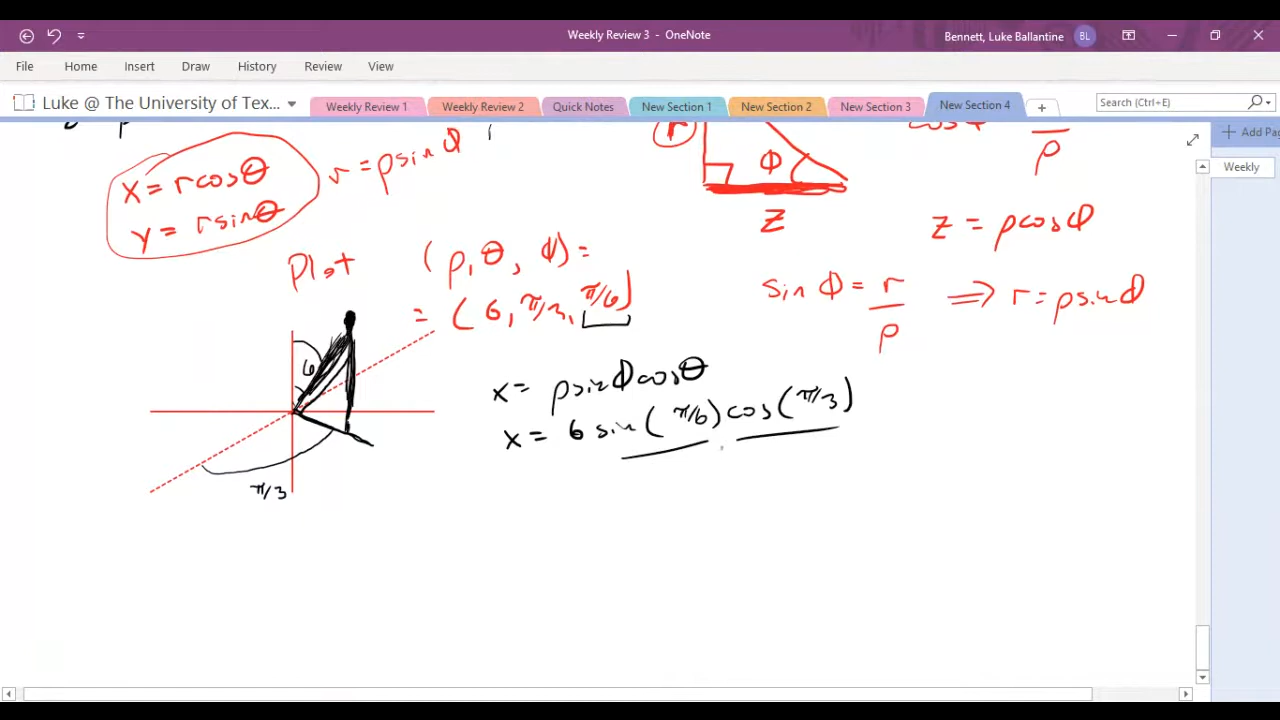 Weekly Review 3 - OneNote
Bennett, Luke Ballantine
BL
File Home Insert Draw History Review View
Luke @ The University of Tex...
Weekly Review 1
Weekly Review 2
Quick Notes
New Section 1
New Section 2
New Section 3
New Section 4
+
Search (Ctrl+E)
Add Pag
Weekly
x = r cos θ
y = r sin θ
r = ρ sin ϕ
r
ϕ
z
ρ
z = ρ cos ϕ
sin ϕ = r/ρ ⇒ r = ρ sin ϕ
Plot (ρ, θ, ϕ) =
= (6, π/3, π/6)
6
π/3
x = ρ sin ϕ cos θ
x = 6 sin(π/6) cos(π/3)